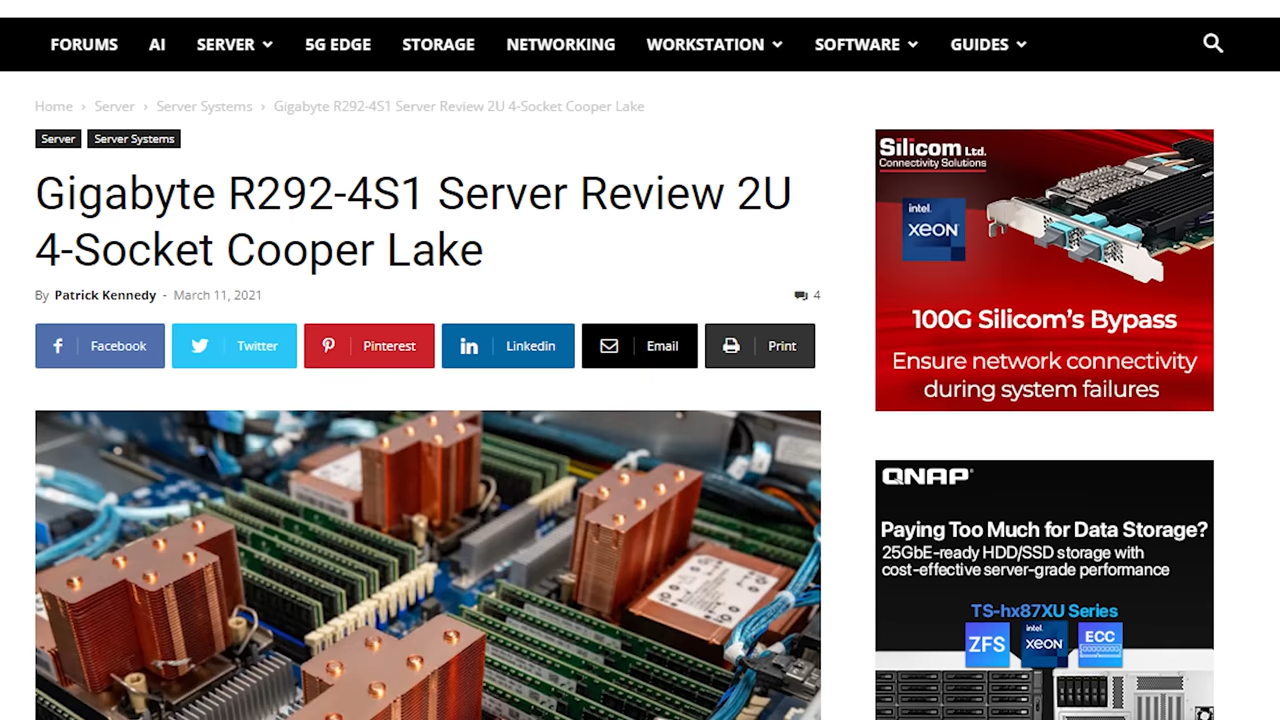 FORUMS AI SERVER 5G EDGE STORAGE NETWORKING WORKSTATION SOFTWARE GUIDES
Home › Server › Server Systems › Gigabyte R292-4S1 Server Review 2U 4-Socket Cooper Lake
Server Server Systems
Gigabyte R292-4S1 Server Review 2U
4-Socket Cooper Lake
By Patrick Kennedy - March 11, 2021 4
Facebook Twitter Pinterest Linkedin Email Print
Silicom Ltd.
Connectivity Solutions
intel.
XEON
100G Silicom's Bypass
Ensure network connectivity
during system failures
QNAP
Paying Too Much for Data Storage?
25GbE-ready HDD/SSD storage with
cost-effective server-grade performance
TS-hx87XU Series
ZFS
intel.
XEON
ECC